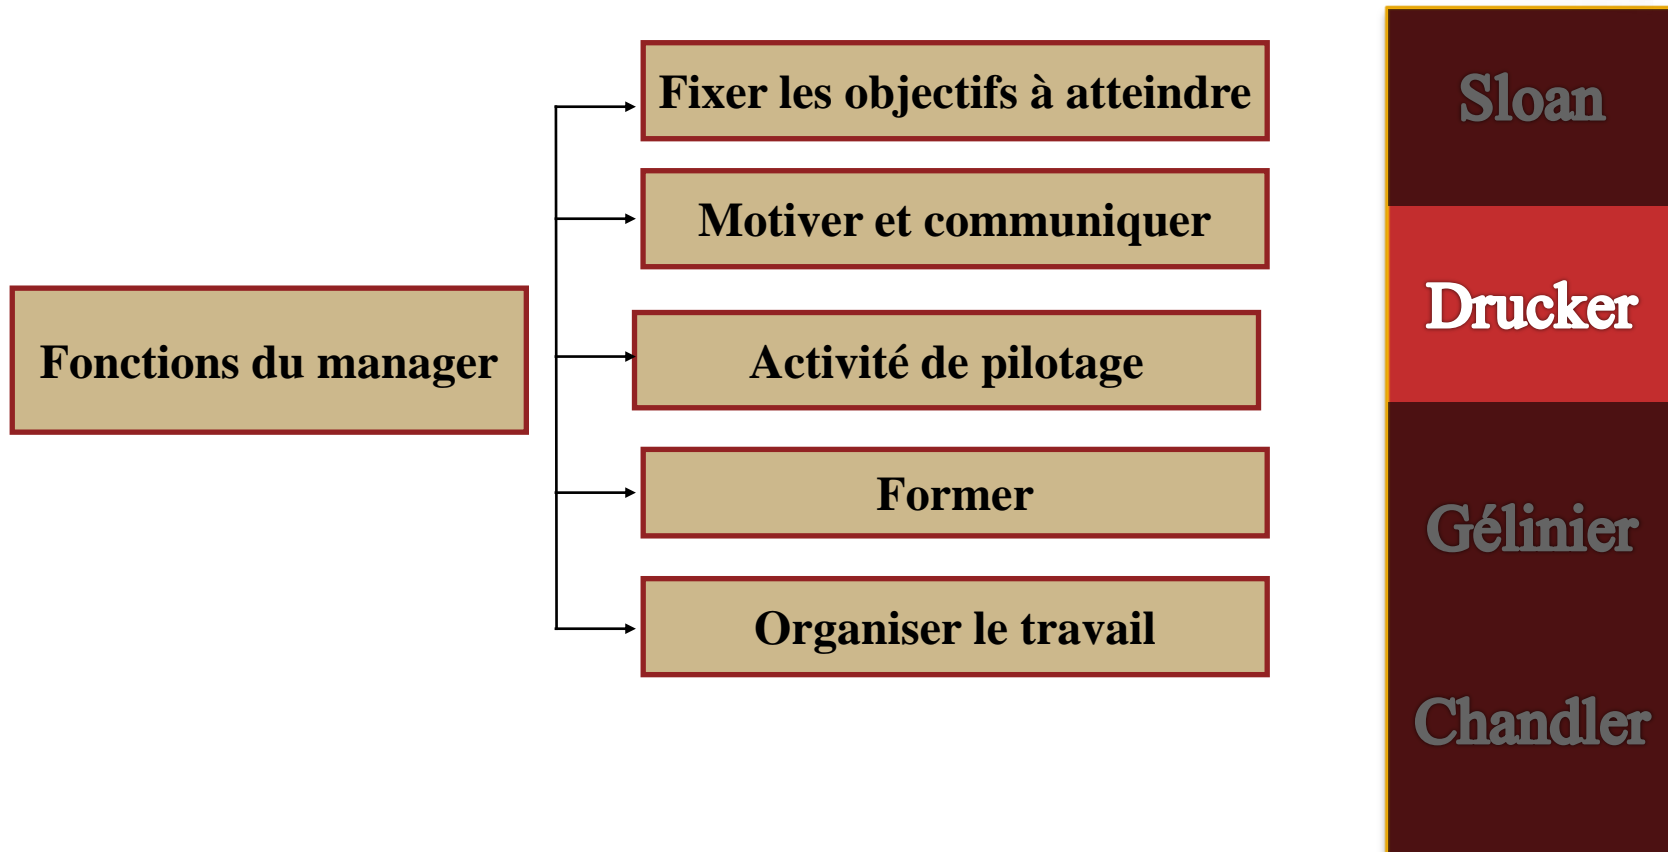 Fonctions du manager
Fixer les objectifs à atteindre
Motiver et communiquer
Activité de pilotage
Former
Organiser le travail
Sloan
Drucker
Gélinier
Chandler